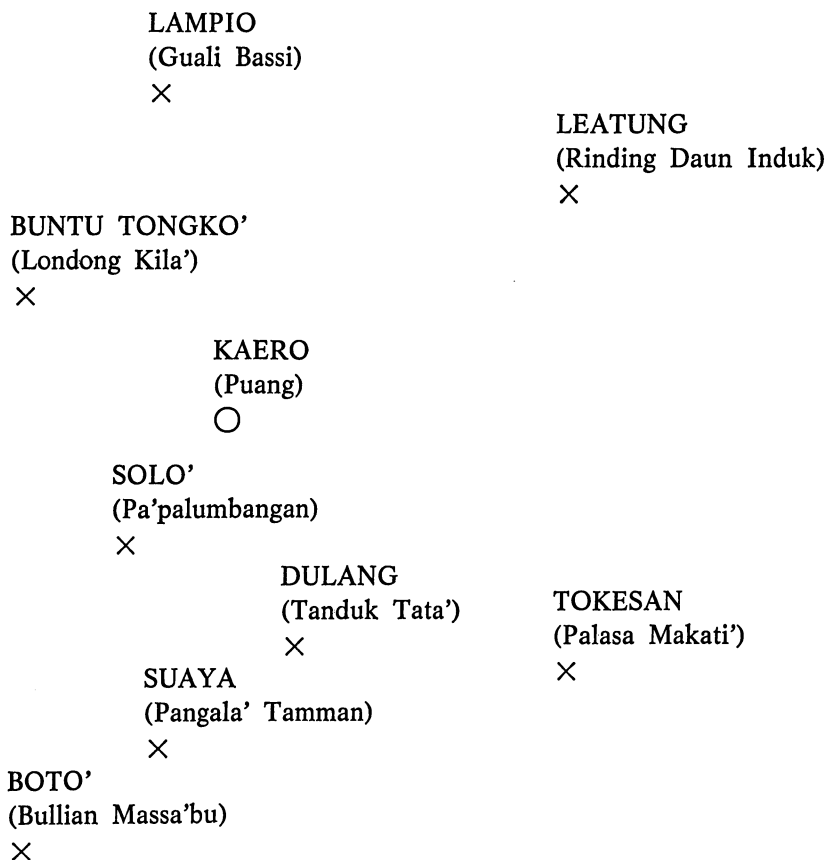 LAMPIO
(Guali Bassi)
LEATUNG
(Rinding Daun Induk)
BUNTU TONGKO’
(Londong Kila’)
KAERO
(Puang)
SOLO’
(Pa’palumbangan)
DULANG
(Tanduk Tata’)
TOKESAN
(Palasa Makati’)
SUAYA
(Pangala’ Tamman)
BOTO’
(Bullian Massa’bu)